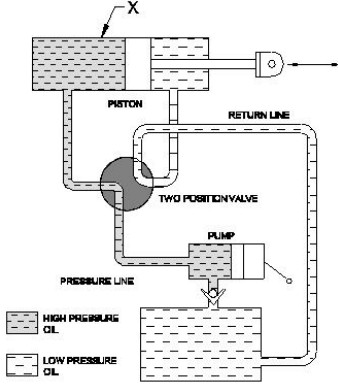 X
PISTON
RETURN LINE
TWO POSITION VALVE
PUMP
PRESSURE LINE
HIGH PRESSURE
OIL
LOW PRESSURE
OIL